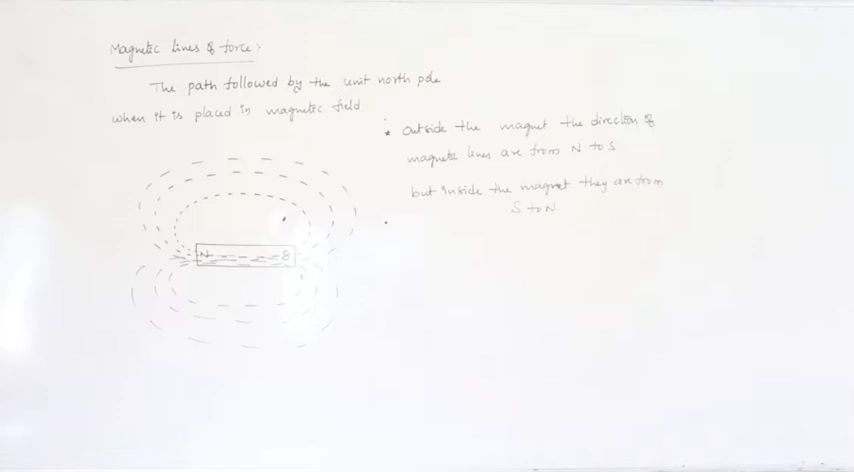 Magnetic lines of force :-
The path followed by the unit north pole
when it is placed in magnetic field
* Outside the magnet the direction of
magnetic lines are from N to S
but inside the magnet they are from
S to N
N S